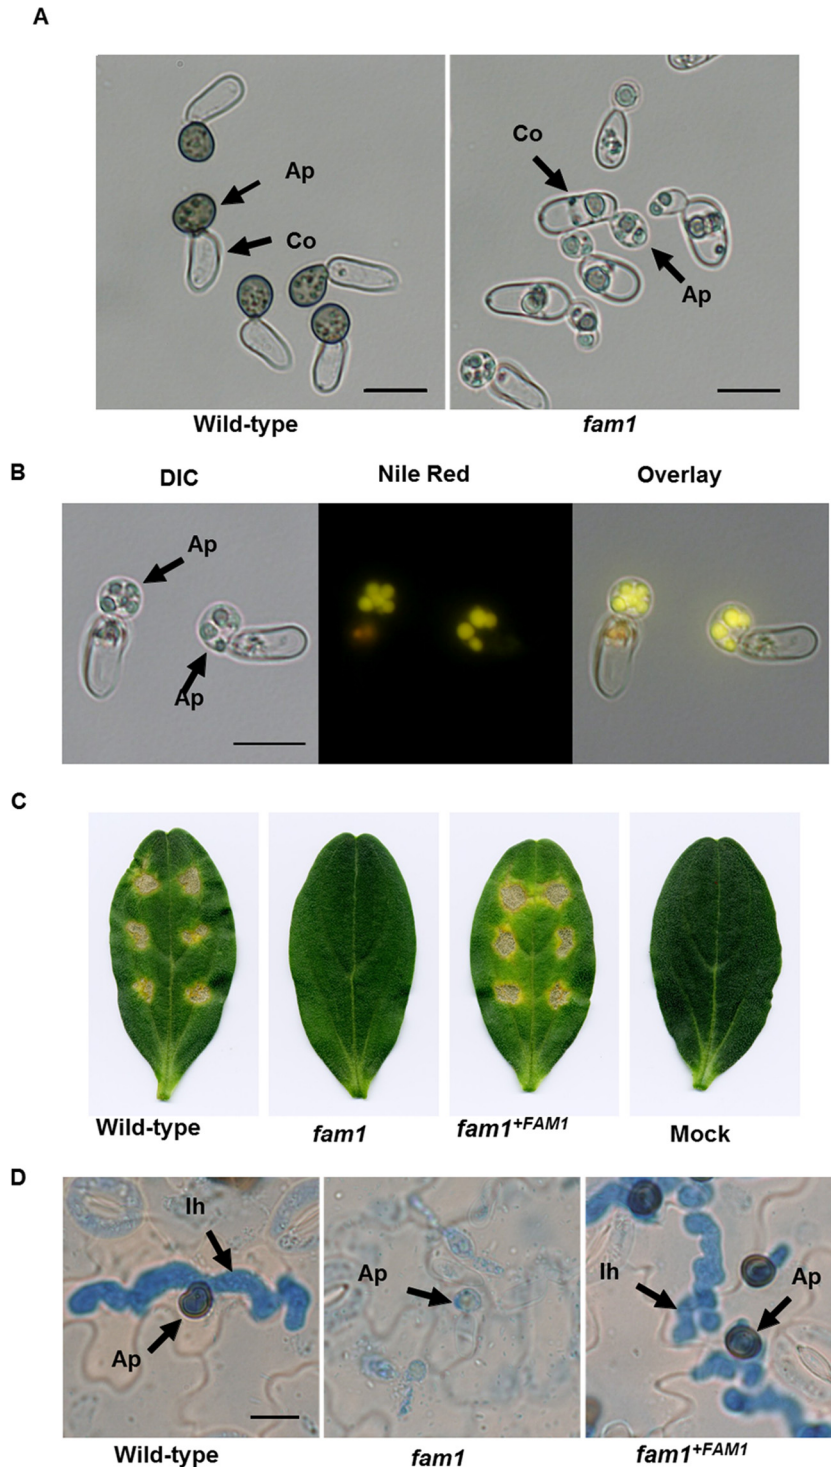 A
Ap
Co
Co
Ap
Wild-type
fam1
B
DIC
Nile Red
Overlay
Ap
Ap
C
Wild-type
fam1
fam1+FAM1
Mock
D
Ih
Ap
Ap
Ih
Ap
Wild-type
fam1
fam1+FAM1